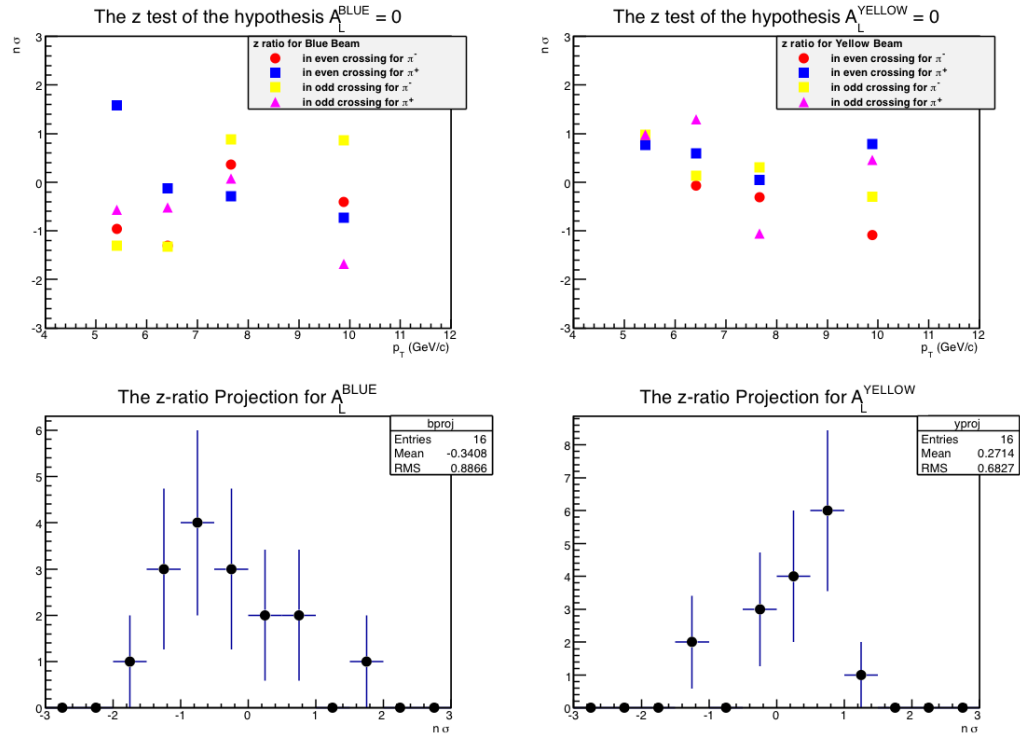 The z test of the hypothesis A_L^BLUE = 0
nσ
3
2
1
0
-1
-2
-3
z ratio for Blue Beam
in even crossing for π⁻
in even crossing for π⁺
in odd crossing for π⁻
in odd crossing for π⁺
4 5 6 7 8 9 10 11 12
p_T (GeV/c)
The z test of the hypothesis A_L^YELLOW = 0
nσ
3
2
1
0
-1
-2
-3
z ratio for Yellow Beam
in even crossing for π⁻
in even crossing for π⁺
in odd crossing for π⁻
in odd crossing for π⁺
4 5 6 7 8 9 10 11 12
p_T (GeV/c)
The z-ratio Projection for A_L^BLUE
bproj
Entries 16
Mean -0.3408
RMS 0.8866
6
5
4
3
2
1
0
-3 -2 -1 0 1 2 3
nσ
The z-ratio Projection for A_L^YELLOW
yproj
Entries 16
Mean 0.2714
RMS 0.6827
8
7
6
5
4
3
2
1
0
-3 -2 -1 0 1 2 3
nσ